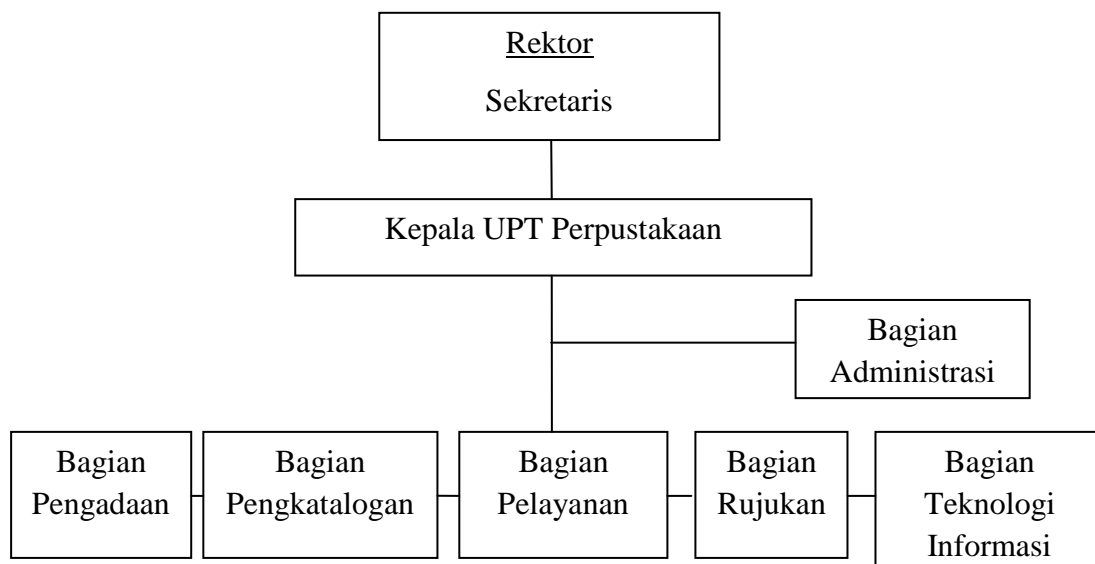 Rektor
Sekretaris
Kepala UPT Perpustakaan
Bagian
Administrasi
Bagian
Pengadaan
Bagian
Pengkatalogan
Bagian
Pelayanan
Bagian
Rujukan
Bagian
Teknologi
Informasi